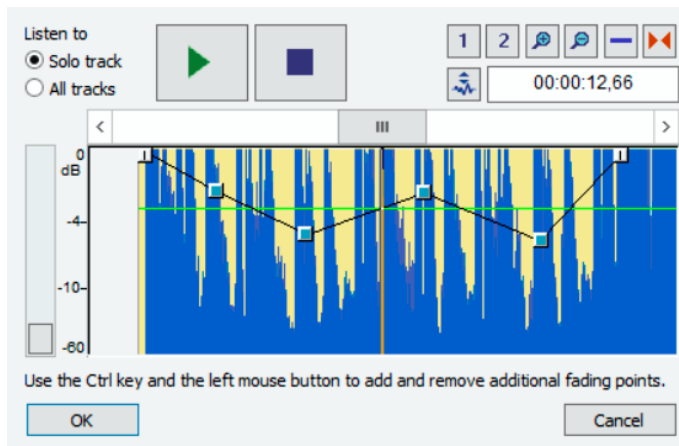 Listen to
Solo track
All tracks
1 2
00:00:12,66
0
dB
-4-
-10-
-60
Use the Ctrl key and the left mouse button to add and remove additional fading points.
OK Cancel